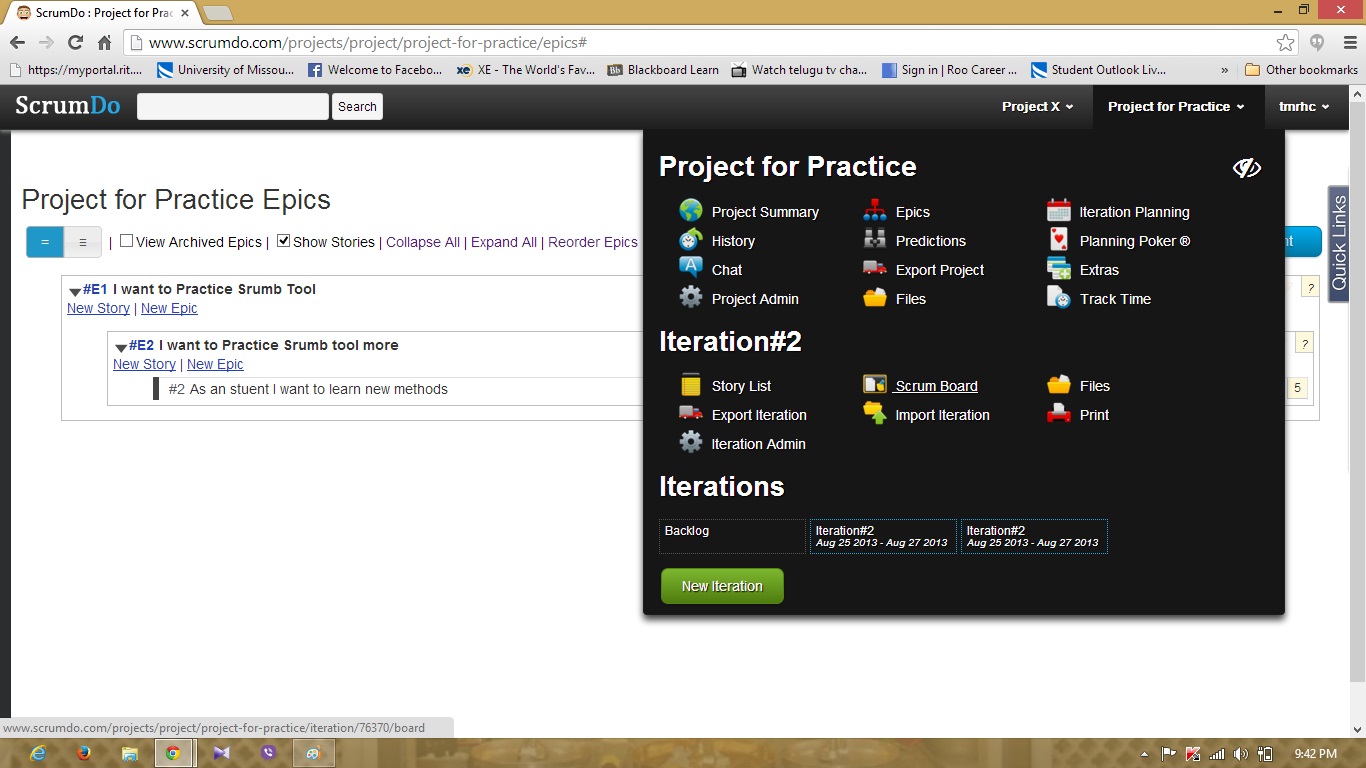 ScrumDo : Project for Prac
www.scrumdo.com/projects/project/project-for-practice/epics#
https://myportal.rit.... University of Missou... Welcome to Facebo... XE - The World's Fav... Blackboard Learn Watch telugu tv cha... Sign in | Roo Career ... Student Outlook Liv... » Other bookmarks
ScrumDo Search Project X Project for Practice tmrhc
Project for Practice Epics
| View Archived Epics | Show Stories | Collapse All | Expand All | Reorder Epics
#E1 I want to Practice Srumb Tool ?
New Story | New Epic
#E2 I want to Practice Srumb tool more ?
New Story | New Epic
#2 As an stuent I want to learn new methods 5
Project for Practice
Project Summary Epics Iteration Planning
History Predictions Planning Poker ®
Chat Export Project Extras
Project Admin Files Track Time
Iteration#2
Story List Scrum Board Files
Export Iteration Import Iteration Print
Iteration Admin
Iterations
Backlog Iteration#2 Iteration#2
Aug 25 2013 - Aug 27 2013 Aug 25 2013 - Aug 27 2013
New Iteration
Quick Links
www.scrumdo.com/projects/project/project-for-practice/iteration/76370/board
9:42 PM